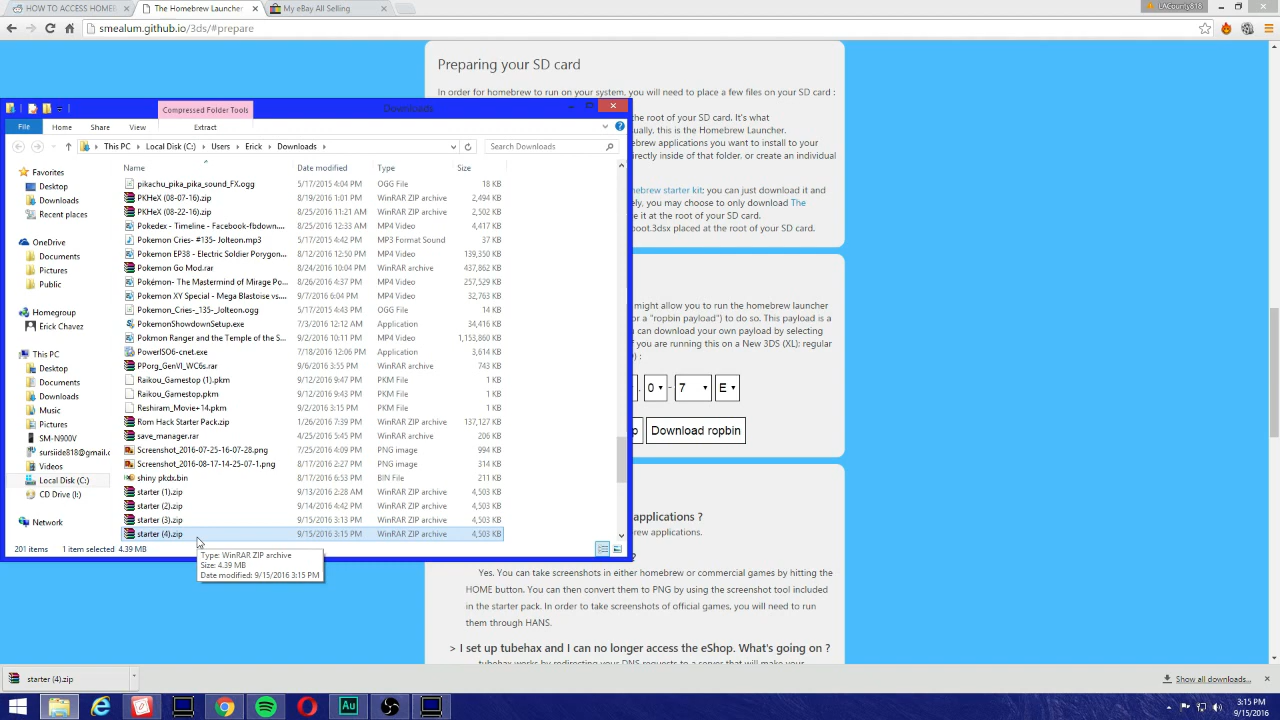 HOW TO ACCESS HOMEB
The Homebrew Launcher
My eBay All Selling
LACounty818
smealum.github.io/3ds/#prepare
Preparing your SD card
In order for homebrew to run on your system, you will need to place a few files on your SD card :
the root of your SD card. It's what
ually, this is the Homebrew Launcher.
ebrew applications you want to install to your
irectly inside of that folder, or create an individual
mebrew starter kit; you can just download it and
ely, you may choose to only download The
e it at the root of your SD card.
boot.3dsx placed at the root of your SD card.
might allow you to run the homebrew launcher
or a "ropbin payload") to do so. This payload is a
can download your own payload by selecting
if you are running this on a New 3DS (XL); regular
) :
. 0 - 7 E
p Download ropbin
applications ?
ebrew applications.
?
Yes. You can take screenshots in either homebrew or commercial games by hitting the
HOME button. You can then convert them to PNG by using the screenshot tool included
in the starter pack. In order to take screenshots of official games, you will need to run
them through HANS.
> I set up tubehax and I can no longer access the eShop. What's going on ?
tubehax works by redirecting your DNS requests to a server that will make your
Compressed Folder Tools
Downloads
File Home Share View Extract
This PC Local Disk (C:) Users Erick Downloads
Search Downloads
Favorites
Desktop
Downloads
Recent places
OneDrive
Documents
Pictures
Public
Homegroup
Erick Chavez
This PC
Desktop
Documents
Downloads
Music
Pictures
SM-N900V
sursiide818@gmail.c
Videos
Local Disk (C:)
CD Drive (I:)
Network
Name Date modified Type Size
pikachu_pika_pika_sound_FX.ogg 5/17/2015 4:04 PM OGG File 18 KB
PKHeX (08-07-16).zip 8/19/2016 1:01 PM WinRAR ZIP archive 2,494 KB
PKHeX (08-22-16).zip 8/25/2016 11:21 AM WinRAR ZIP archive 2,502 KB
Pokedex - Timeline - Facebook-fbdown.... 8/25/2016 12:33 AM MP4 Video 4,417 KB
Pokemon Cries- #135- Jolteon.mp3 5/17/2015 4:42 PM MP3 Format Sound 37 KB
Pokemon EP38 - Electric Soldier Porygon... 8/12/2016 12:50 PM MP4 Video 139,350 KB
Pokemon Go Mod.rar 8/24/2016 10:04 PM WinRAR archive 437,862 KB
Pokémon- The Mastermind of Mirage Po... 8/26/2016 4:37 PM MP4 Video 257,529 KB
Pokemon XY Special - Mega Blastoise vs.... 9/7/2016 6:04 PM MP4 Video 32,763 KB
Pokemon_Cries_-135_-_Jolteon.ogg 5/17/2015 4:43 PM OGG File 14 KB
PokemonShowdownSetup.exe 7/3/2016 12:12 AM Application 34,416 KB
Pokmon Ranger and the Temple of the S... 9/2/2016 10:11 PM MP4 Video 1,153,860 KB
PowerISO6-cnet.exe 7/18/2016 12:06 PM Application 3,614 KB
PPorg_GenVI_WC6s.rar 9/6/2016 3:55 PM WinRAR archive 743 KB
Raikou_Gamestop (1).pkm 9/12/2016 9:47 PM PKM File 1 KB
Raikou_Gamestop.pkm 9/12/2016 9:43 PM PKM File 1 KB
Reshiram_Movie+14.pkm 9/2/2016 3:15 PM PKM File 1 KB
Rom Hack Starter Pack.zip 1/26/2016 7:39 PM WinRAR ZIP archive 137,127 KB
save_manager.rar 4/25/2016 5:45 PM WinRAR archive 206 KB
Screenshot_2016-07-25-16-07-28.png 7/25/2016 4:09 PM PNG image 994 KB
Screenshot_2016-08-17-14-25-07-1.png 8/17/2016 2:27 PM PNG image 314 KB
shiny pkdx.bin 8/17/2016 6:53 PM BIN File 211 KB
starter (1).zip 9/13/2016 2:28 AM WinRAR ZIP archive 4,503 KB
starter (2).zip 9/14/2016 4:42 PM WinRAR ZIP archive 4,503 KB
starter (3).zip 9/15/2016 3:13 PM WinRAR ZIP archive 4,503 KB
starter (4).zip 9/15/2016 3:15 PM WinRAR ZIP archive 4,503 KB
201 items 1 item selected 4.39 MB
Type: WinRAR ZIP archive
Size: 4.39 MB
Date modified: 9/15/2016 3:15 PM
starter (4).zip
Show all downloads...
Au
3:15 PM
9/15/2016